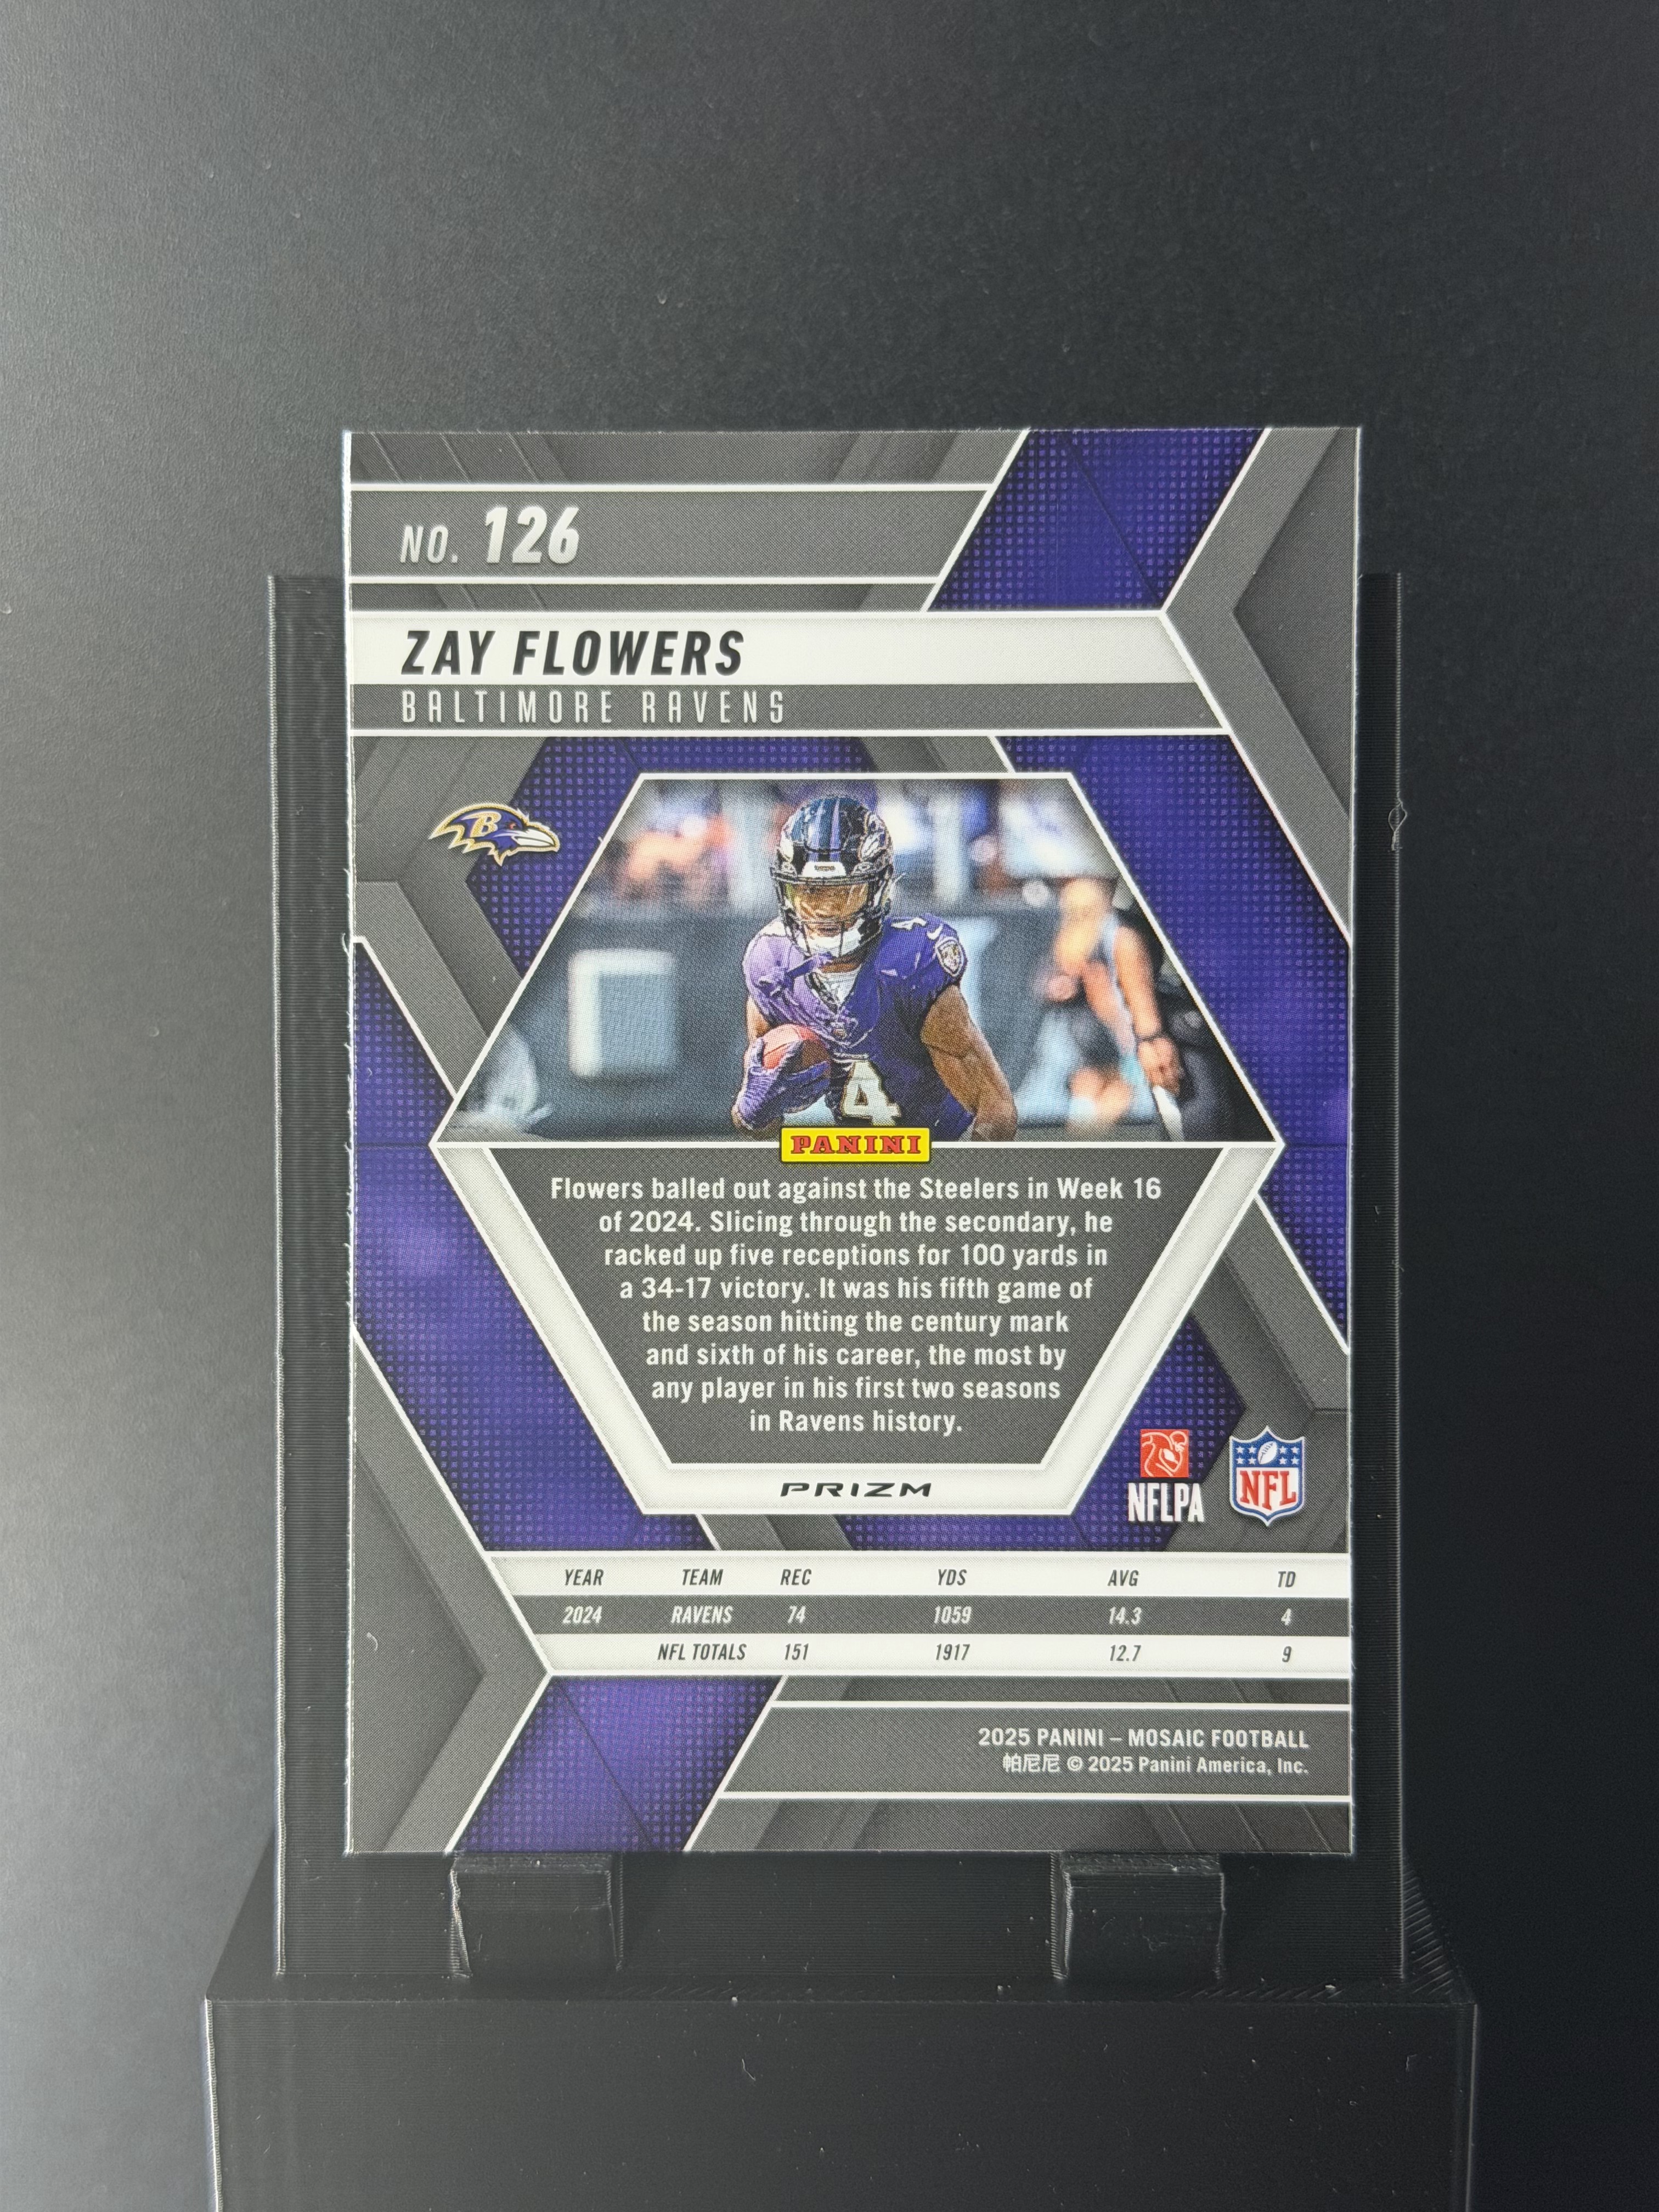 NO. 126
ZAY FLOWERS
BALTIMORE RAVENS
B
4
4
PANINI
Flowers balled out against the Steelers in Week 16
of 2024. Slicing through the secondary, he
racked up five receptions for 100 yards in
a 34-17 victory. It was his fifth game of
the season hitting the century mark
and sixth of his career, the most by
any player in his first two seasons
in Ravens history.
PRIZM
NFLPA
NFL
YEAR TEAM REC YDS AVG TD
2024 RAVENS 74 1059 14.3 4
NFL TOTALS 151 1917 12.7 9
2025 PANINI – MOSAIC FOOTBALL
帕尼尼 © 2025 Panini America, Inc.